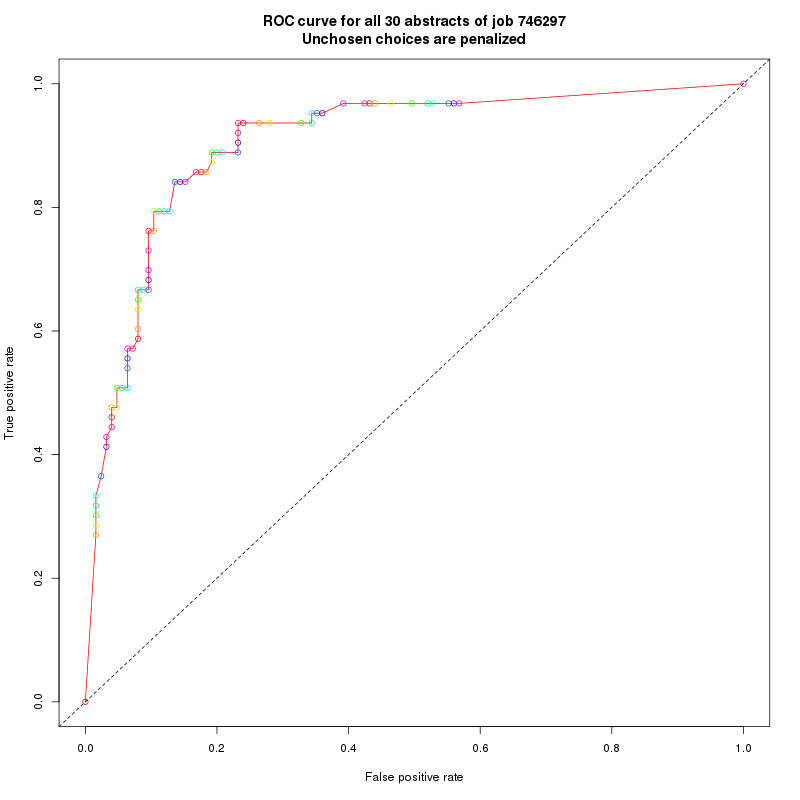 ROC curve for all 30 abstracts of job 746297
Unchosen choices are penalized
True positive rate
1.0
0.8
0.6
0.4
0.2
0.0
0.0 0.2 0.4 0.6 0.8 1.0
False positive rate